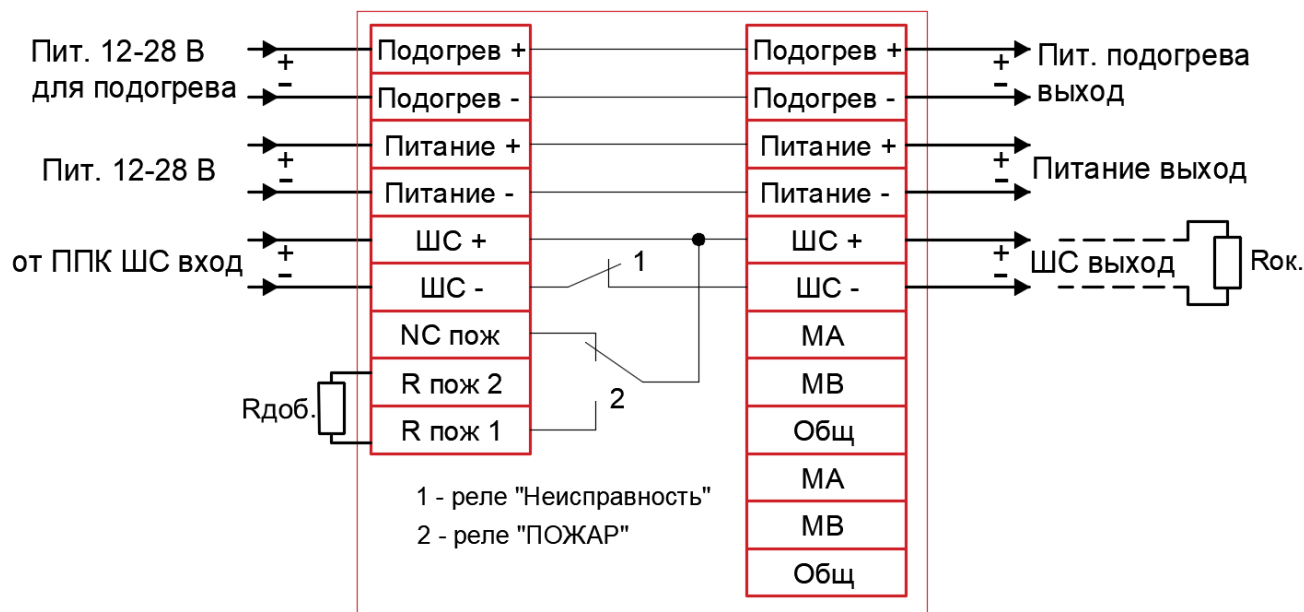 Пит. 12-28 В
для подогрева
+
-
Пит. 12-28 В
+
-
от ППК ШС вход
+
-
Rдоб.
Подогрев +
Подогрев -
Питание +
Питание -
ШС +
ШС -
NC пож
R пож 2
R пож 1
1
2
1 - реле "Неисправность"
2 - реле "ПОЖАР"
Подогрев +
Подогрев -
Питание +
Питание -
ШС +
ШС -
МА
МВ
Общ
МА
МВ
Общ
+
-
Пит. подогрева
выход
+
-
Питание выход
+
-
ШС выход
Rок.